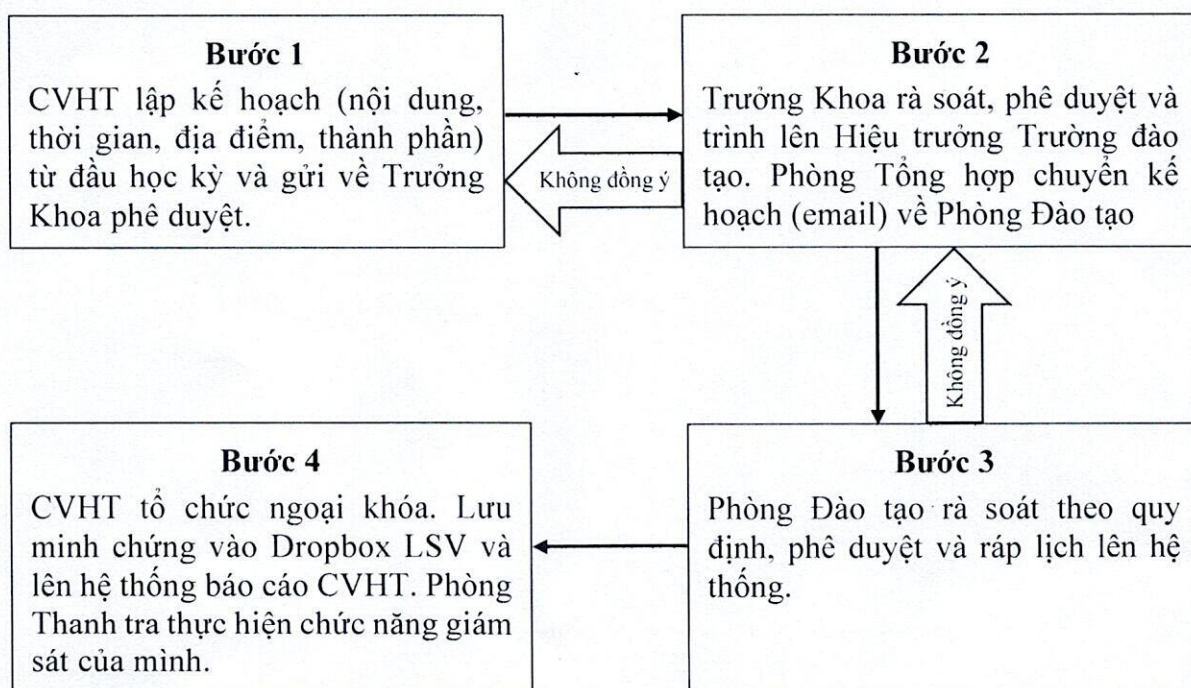 Bước 1
CVHT lập kế hoạch (nội dung,
thời gian, địa điểm, thành phần)
từ đầu học kỳ và gửi về Trưởng
Khoa phê duyệt.
Không đồng ý
Bước 2
Trưởng Khoa rà soát, phê duyệt và
trình lên Hiệu trưởng Trường đào
tạo. Phòng Tổng hợp chuyển kế
hoạch (email) về Phòng Đào tạo
Không đồng ý
Bước 3
Phòng Đào tạo rà soát theo quy
định, phê duyệt và ráp lịch lên hệ
thống.
Bước 4
CVHT tổ chức ngoại khóa. Lưu
minh chứng vào Dropbox LSV và
lên hệ thống báo cáo CVHT. Phòng
Thanh tra thực hiện chức năng giám
sát của mình.